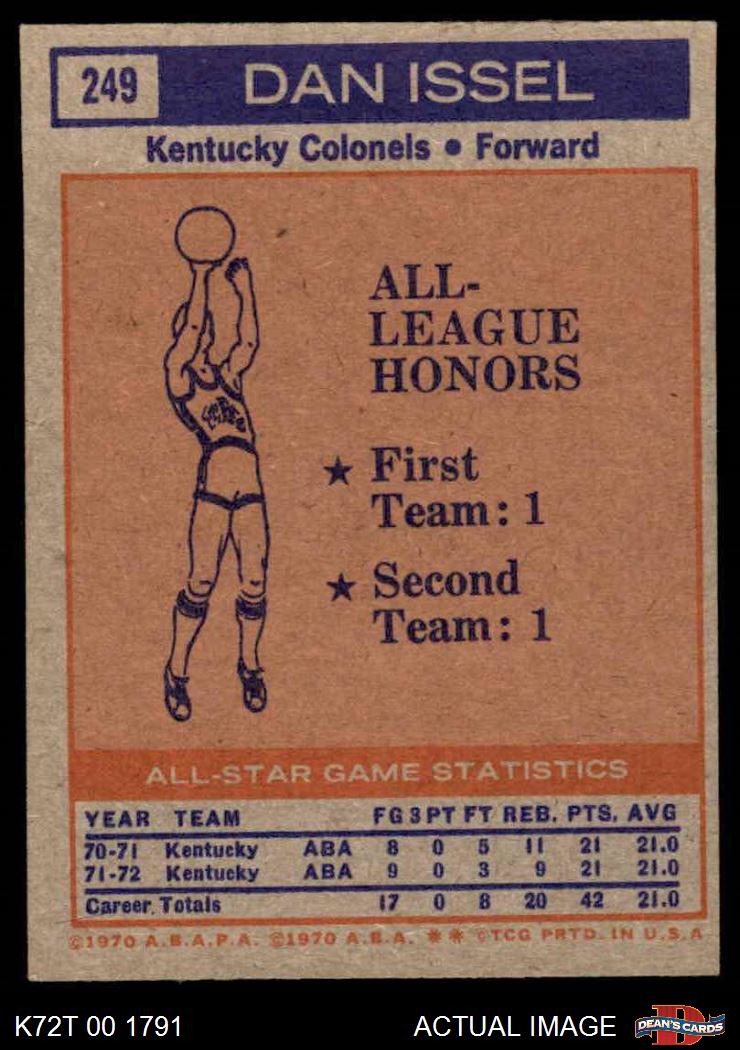 249 DAN ISSEL
Kentucky Colonels • Forward
ALL-
LEAGUE
HONORS
★ First
Team: 1
★ Second
Team: 1
ALL-STAR GAME STATISTICS
YEAR TEAM FG 3PT FT REB. PTS. AVG
70-71 Kentucky ABA 8 0 5 11 21 21.0
71-72 Kentucky ABA 9 0 3 9 21 21.0
Career Totals 17 0 8 20 42 21.0
©1970 A.B.A.P.A. ©1970 A.B.A. ** ©TCG PRTD. IN U.S.A
K72T 00 1791 ACTUAL IMAGE DEAN'S CARDS